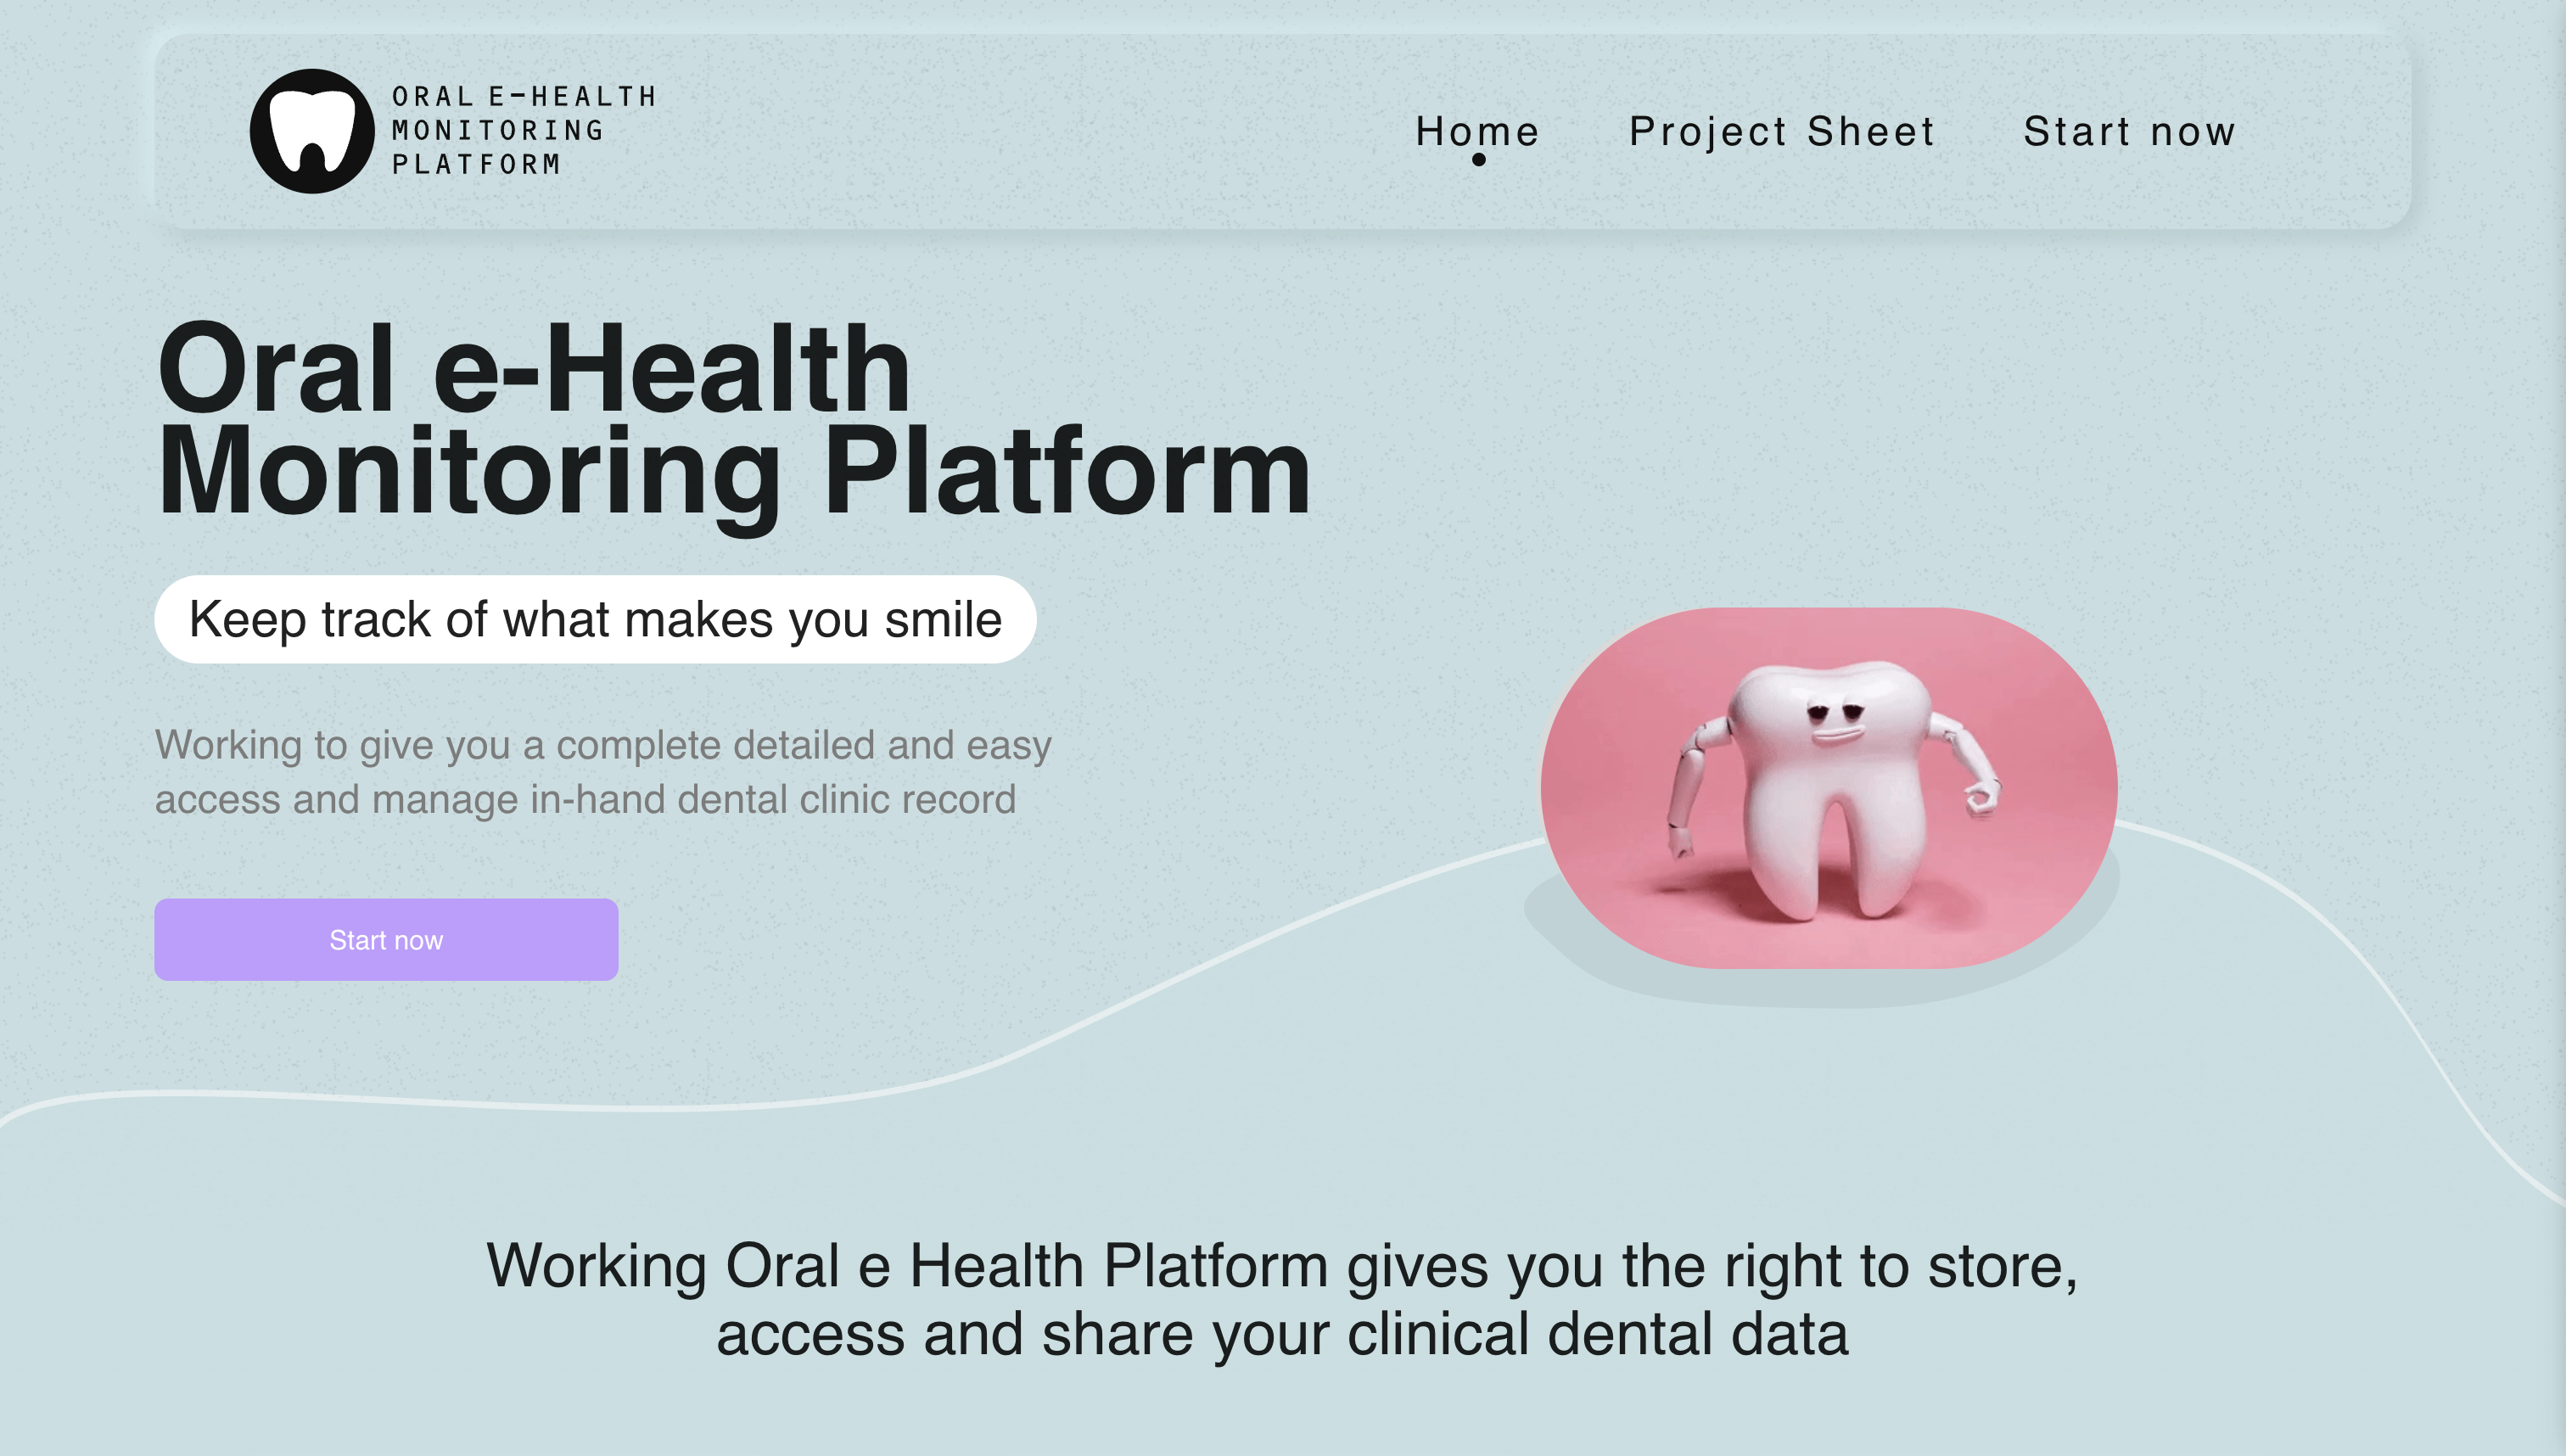 ORAL E-HEALTH
MONITORING
PLATFORM
Home
Project Sheet
Start now
Oral e-Health
Monitoring Platform
Keep track of what makes you smile
Working to give you a complete detailed and easy
access and manage in-hand dental clinic record
Start now
Working Oral e Health Platform gives you the right to store,
access and share your clinical dental data